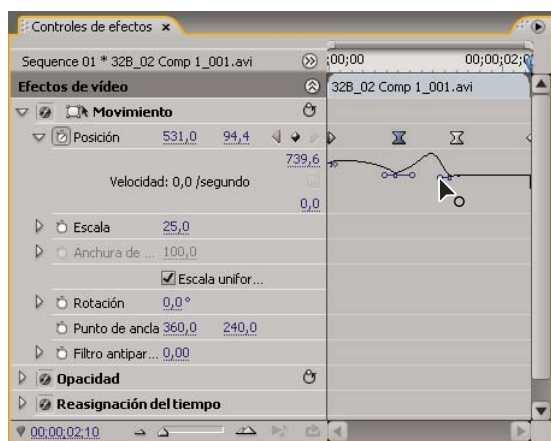 Controles de efectos
Sequence 01 * 32B_02 Comp 1_001.avi
;00;00 00;00;02;0
Efectos de vídeo
32B_02 Comp 1_001.avi
Movimiento
Posición 531,0 94,4
739,6
Velocidad: 0,0 /segundo
0,0
Escala 25,0
Anchura de ... 100,0
Escala unifor...
Rotación 0,0 °
Punto de ancla 360,0 240,0
Filtro antipar... 0,00
Opacidad
Reasignación del tiempo
00;00;02;10